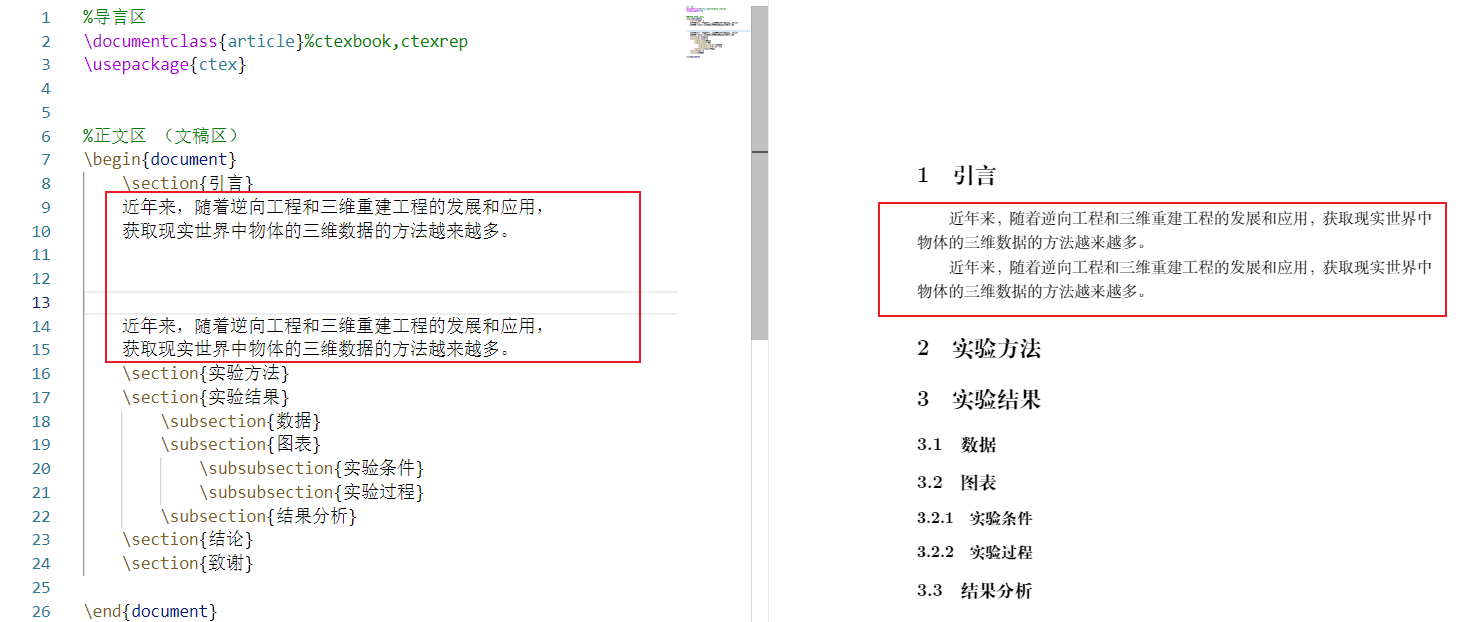 1 %导言区
2 \documentclass{article}%ctexbook,ctexrep
3 \usepackage{ctex}
4
5
6 %正文区 （文稿区）
7 \begin{document}
8 \section{引言}
9 近年来，随着逆向工程和三维重建工程的发展和应用，
10 获取现实世界中物体的三维数据的方法越来越多。
11
12
13
14 近年来，随着逆向工程和三维重建工程的发展和应用，
15 获取现实世界中物体的三维数据的方法越来越多。
16 \section{实验方法}
17 \section{实验结果}
18 \subsection{数据}
19 \subsection{图表}
20 \subsubsection{实验条件}
21 \subsubsection{实验过程}
22 \subsection{结果分析}
23 \section{结论}
24 \section{致谢}
25
26 \end{document}
1 引言
近年来，随着逆向工程和三维重建工程的发展和应用，获取现实世界中
物体的三维数据的方法越来越多。
近年来，随着逆向工程和三维重建工程的发展和应用，获取现实世界中
物体的三维数据的方法越来越多。
2 实验方法
3 实验结果
3.1 数据
3.2 图表
3.2.1 实验条件
3.2.2 实验过程
3.3 结果分析